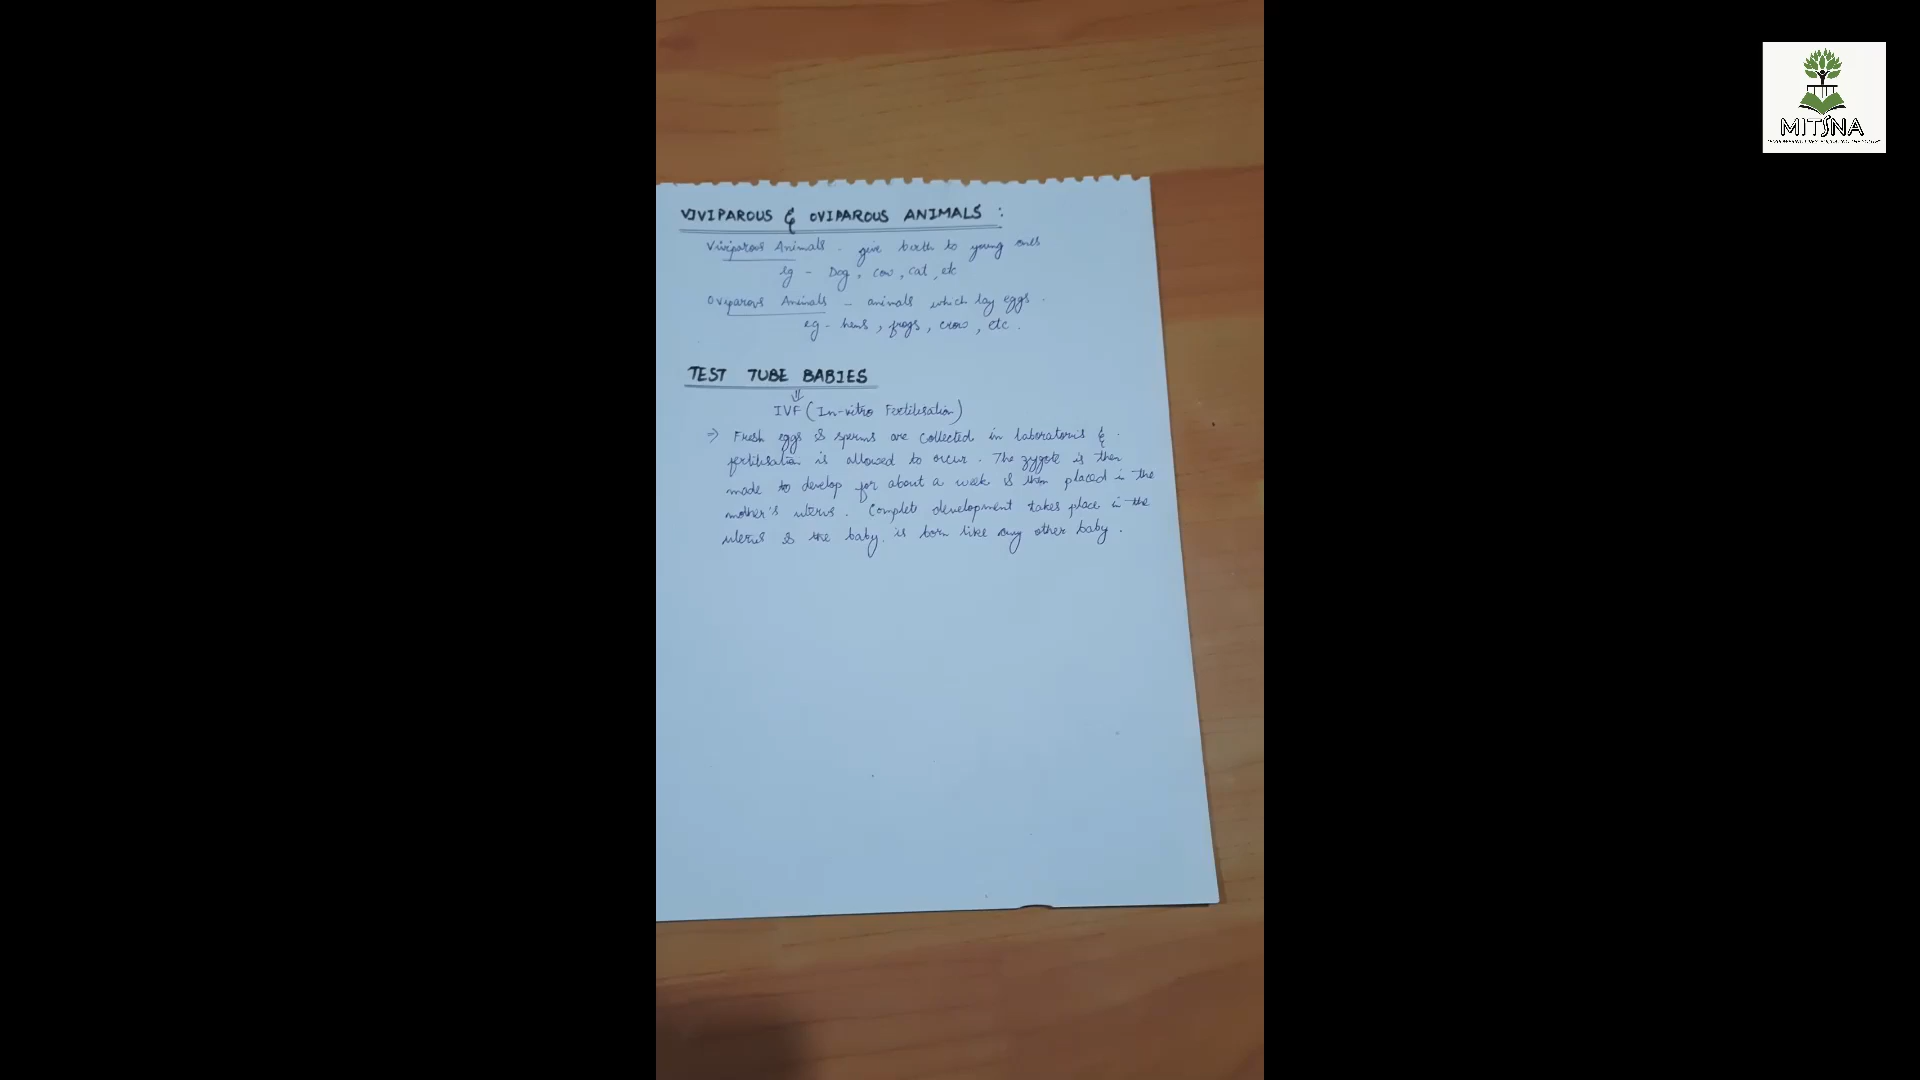 VIVIPAROUS & OVIPAROUS ANIMALS :
Viviparous Animals - give birth to young ones
eg - Dog, cow, cat, etc
Oviparous Animals - animals which lay eggs.
eg - hens, frogs, crow, etc.
TEST TUBE BABIES
⇓
IVF (In-vitro Fertilisation)
⇒ Fresh eggs & sperms are collected in laboratories &
fertilisation is allowed to occur. The zygote is then
made to develop for about a week & then placed in the
mother's uterus. Complete development takes place in the
uterus & the baby is born like any other baby.
MITSNA